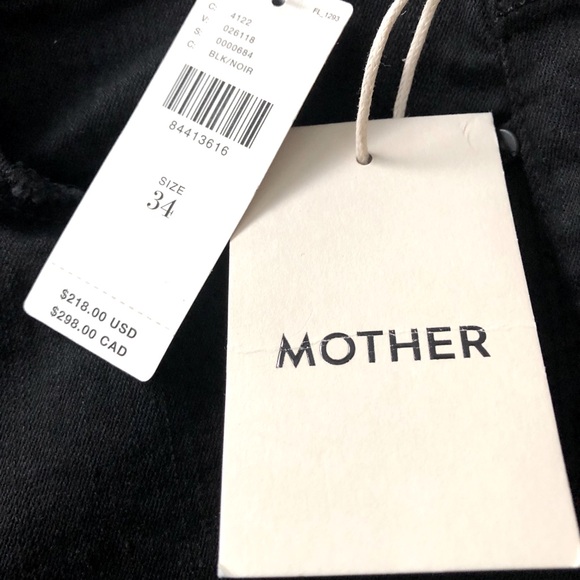 FL_1293
C: 4122
V: 026118
S: 0000684
C: BLK/NOIR
84413616
SIZE
34
$218.00 USD
$298.00 CAD
MOTHER